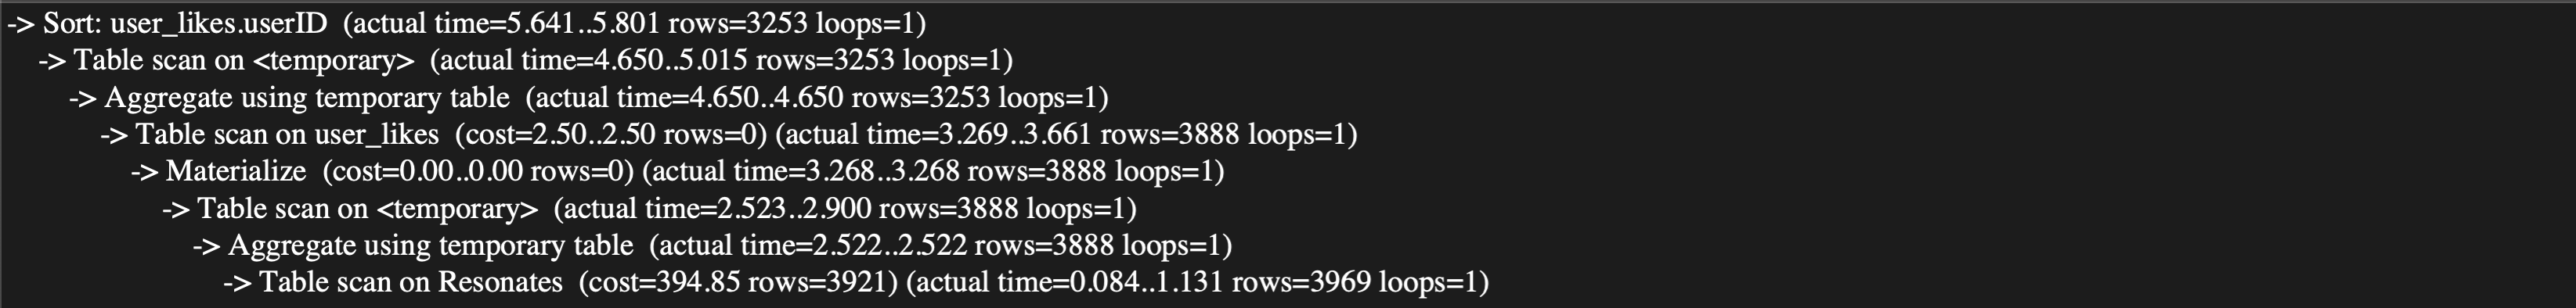 -> Sort: user_likes.userID (actual time=5.641..5.801 rows=3253 loops=1)
-> Table scan on <temporary> (actual time=4.650..5.015 rows=3253 loops=1)
-> Aggregate using temporary table (actual time=4.650..4.650 rows=3253 loops=1)
-> Table scan on user_likes (cost=2.50..2.50 rows=0) (actual time=3.269..3.661 rows=3888 loops=1)
-> Materialize (cost=0.00..0.00 rows=0) (actual time=3.268..3.268 rows=3888 loops=1)
-> Table scan on <temporary> (actual time=2.523..2.900 rows=3888 loops=1)
-> Aggregate using temporary table (actual time=2.522..2.522 rows=3888 loops=1)
-> Table scan on Resonates (cost=394.85 rows=3921) (actual time=0.084..1.131 rows=3969 loops=1)